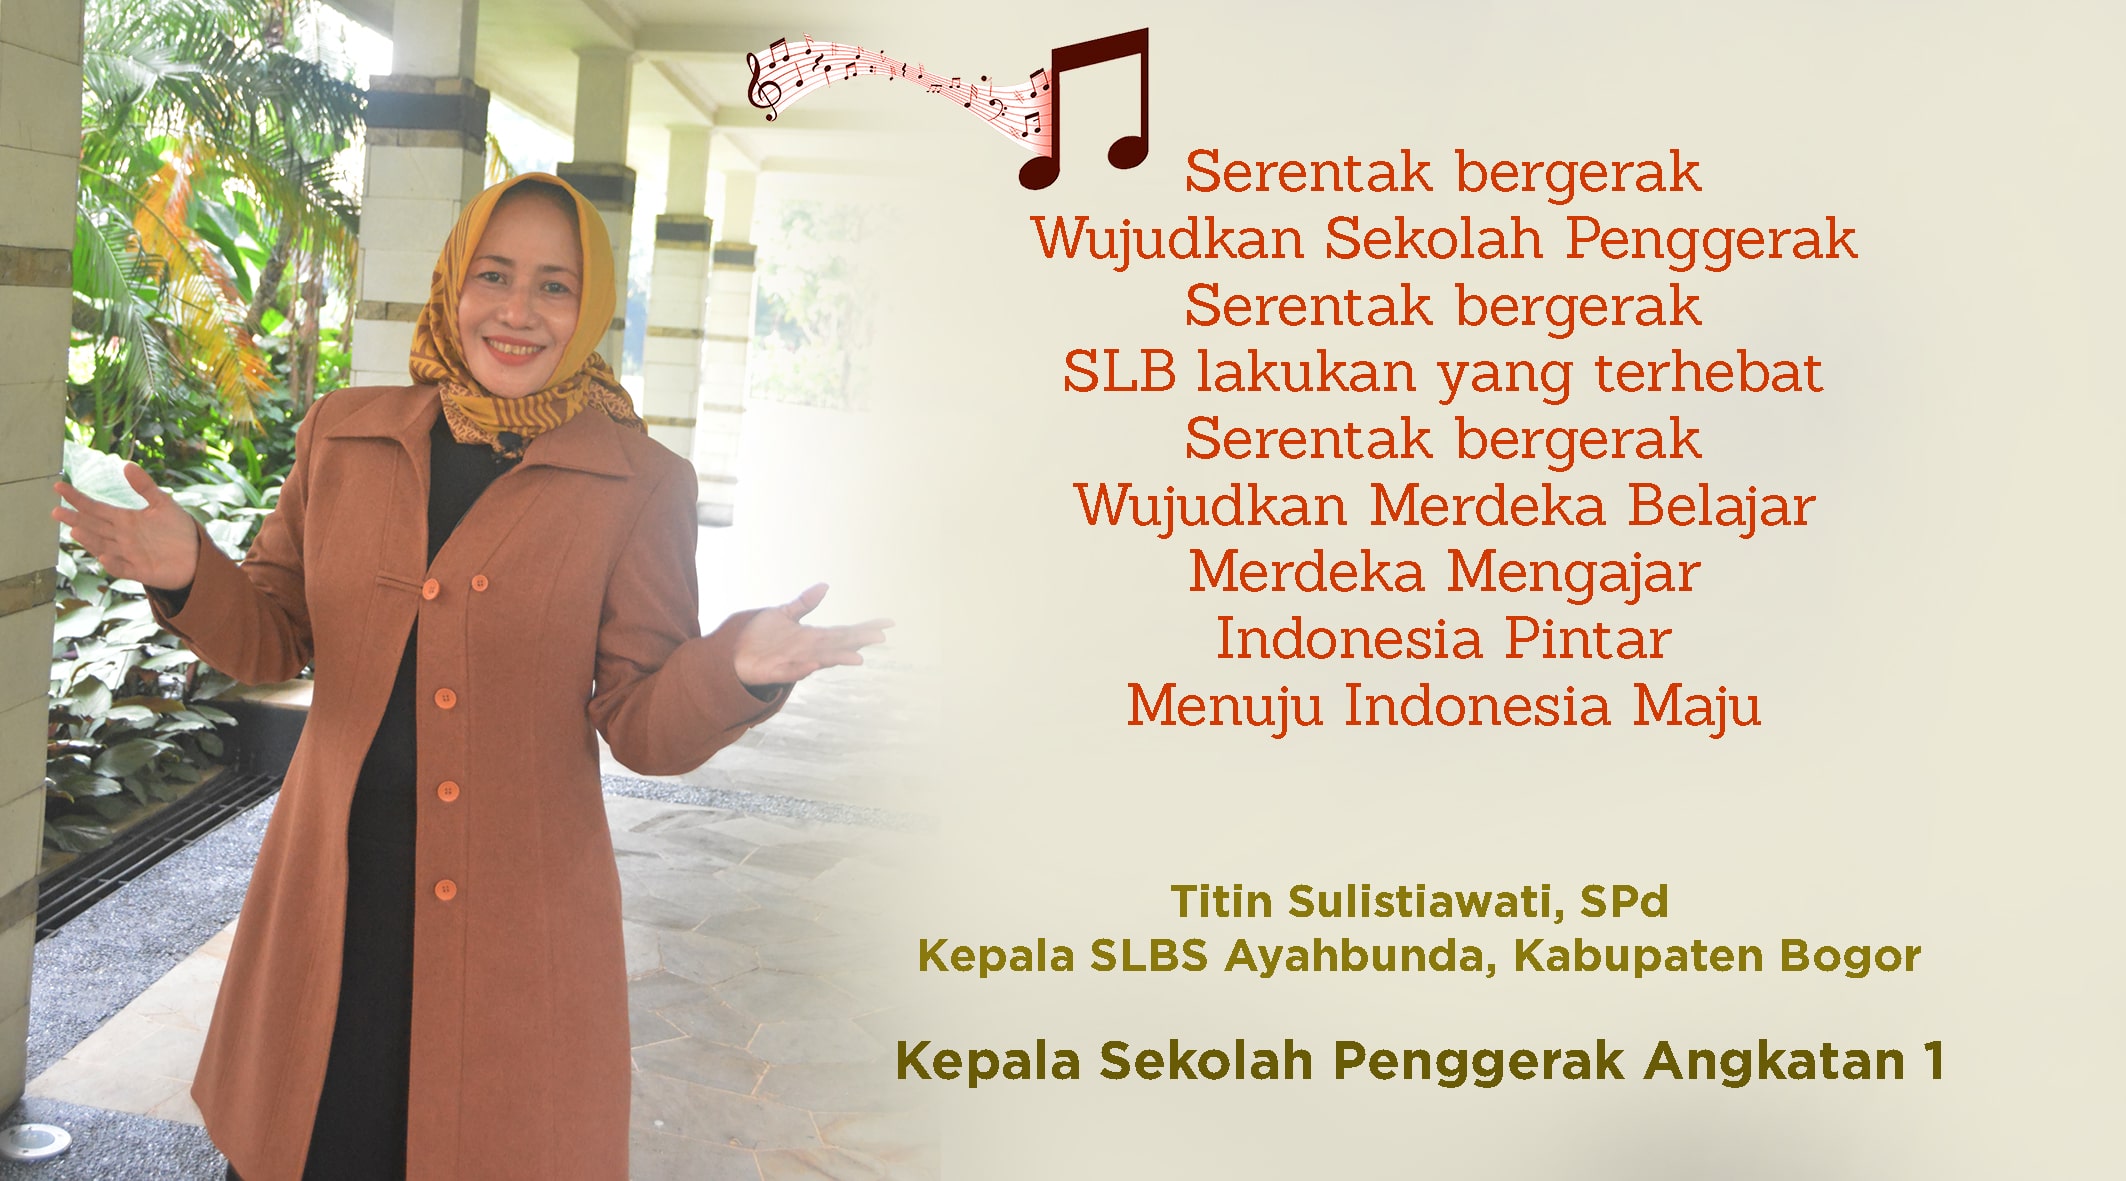 Serentak bergerak
Wujudkan Sekolah Penggerak
Serentak bergerak
SLB lakukan yang terhebat
Serentak bergerak
Wujudkan Merdeka Belajar
Merdeka Mengajar
Indonesia Pintar
Menuju Indonesia Maju
Titin Sulistiawati, SPd
Kepala SLBS Ayahbunda, Kabupaten Bogor
Kepala Sekolah Penggerak Angkatan 1